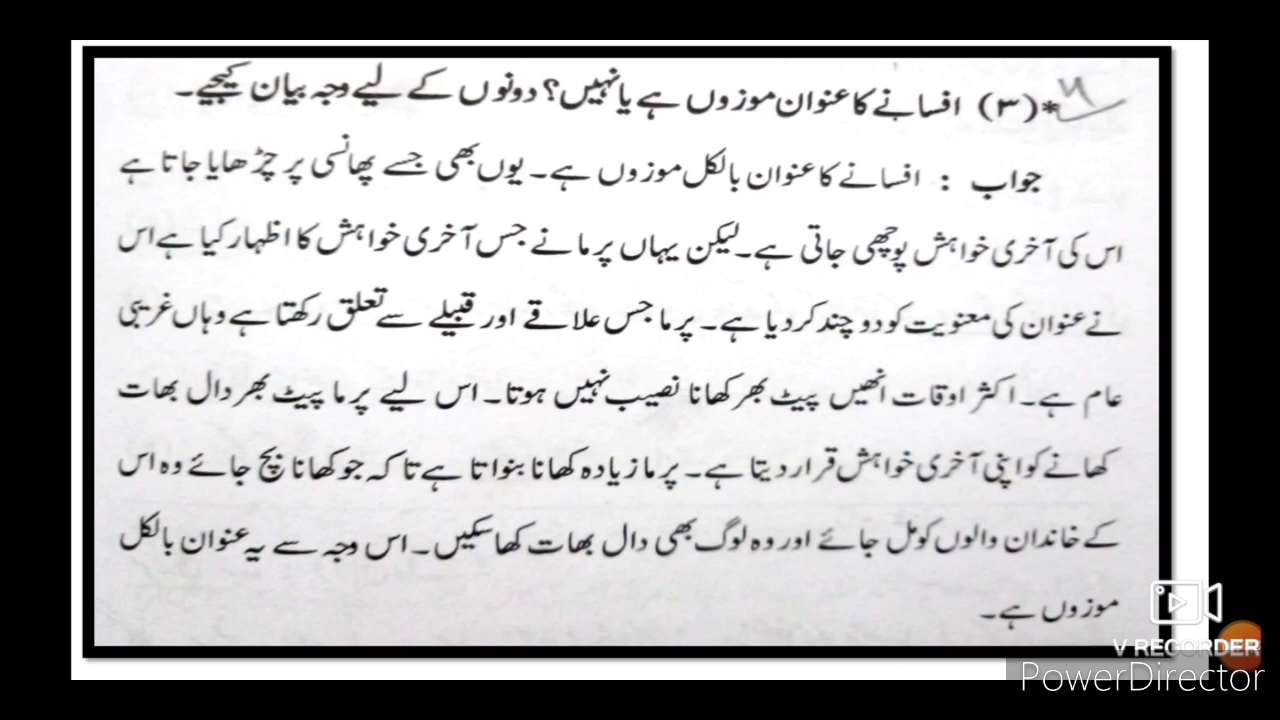 *(۳) افسانے کا عنوان موزوں ہے یا نہیں؟ دونوں کے لیے وجہ بیان کیجیے۔
جواب : افسانے کا عنوان بالکل موزوں ہے۔ یوں بھی جسے پھانسی پر چڑھایا جاتا ہے
اس کی آخری خواہش پوچھی جاتی ہے۔ لیکن یہاں پرما نے جس آخری خواہش کا اظہار کیا ہے اس
نے عنوان کی معنویت کو دو چند کر دیا ہے۔ پرما جس علاقے اور قبیلے سے تعلق رکھتا ہے وہاں غریبی
عام ہے۔ اکثر اوقات انھیں پیٹ بھر کھانا نصیب نہیں ہوتا۔ اس لیے پرما پیٹ بھر دال بھات
کھانے کو اپنی آخری خواہش قرار دیتا ہے۔ پرما زیادہ کھانا بنواتا ہے تا کہ جو کھانا بچ جائے وہ اس
کے خاندان والوں کو مل جائے اور وہ لوگ بھی دال بھات کھا سکیں۔ اس وجہ سے یہ عنوان بالکل
موزوں ہے۔
V RECORDER
PowerDirector